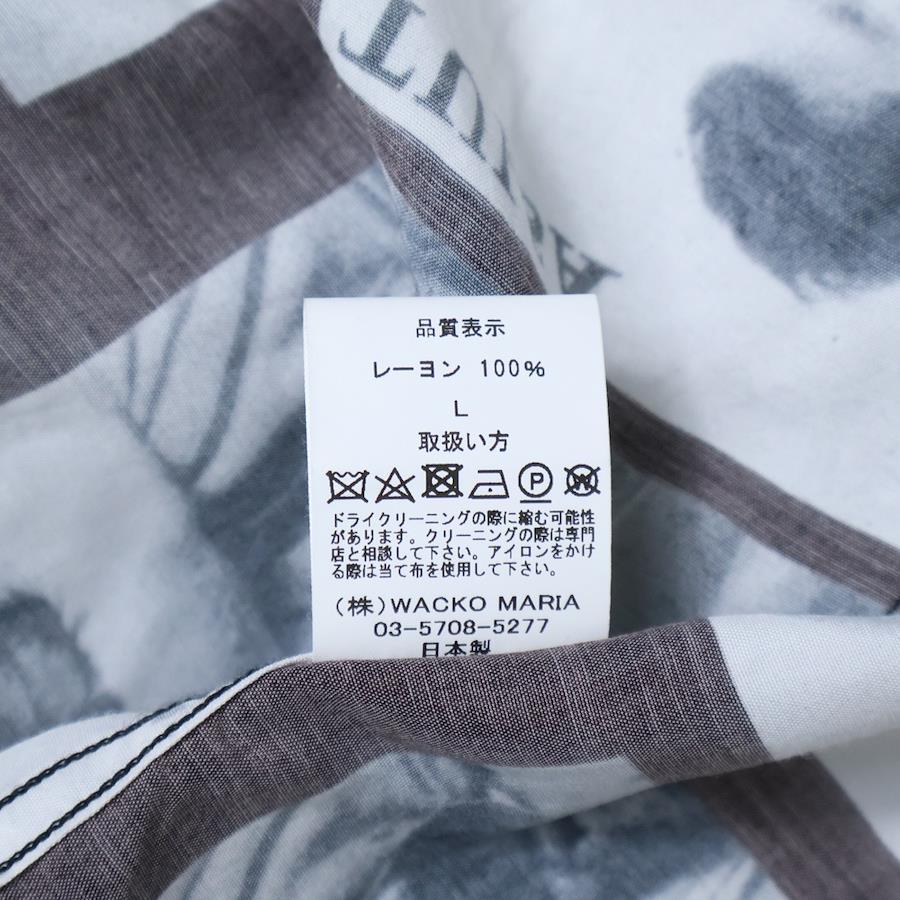 品質表示
レーヨン 100%
L
取扱い方
P
W
ドライクリーニングの際に縮む可能性
があります。クリーニングの際は専門
店と相談して下さい。アイロンをかけ
る際は当て布を使用して下さい。
(株)WACKO MARIA
03-5708-5277
日本製